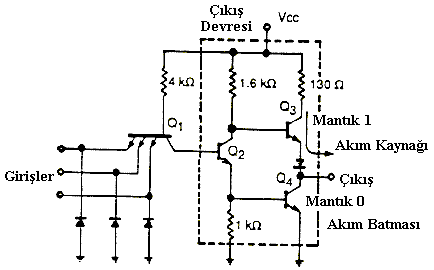 Çıkış
Devresi
Vcc
4 kΩ
1.6 kΩ
130 Ω
Q3
Q1
Mantık 1
Q2
Akım Kaynağı
Girişler
Q4
Çıkış
Mantık 0
1 kΩ
Akım Batması